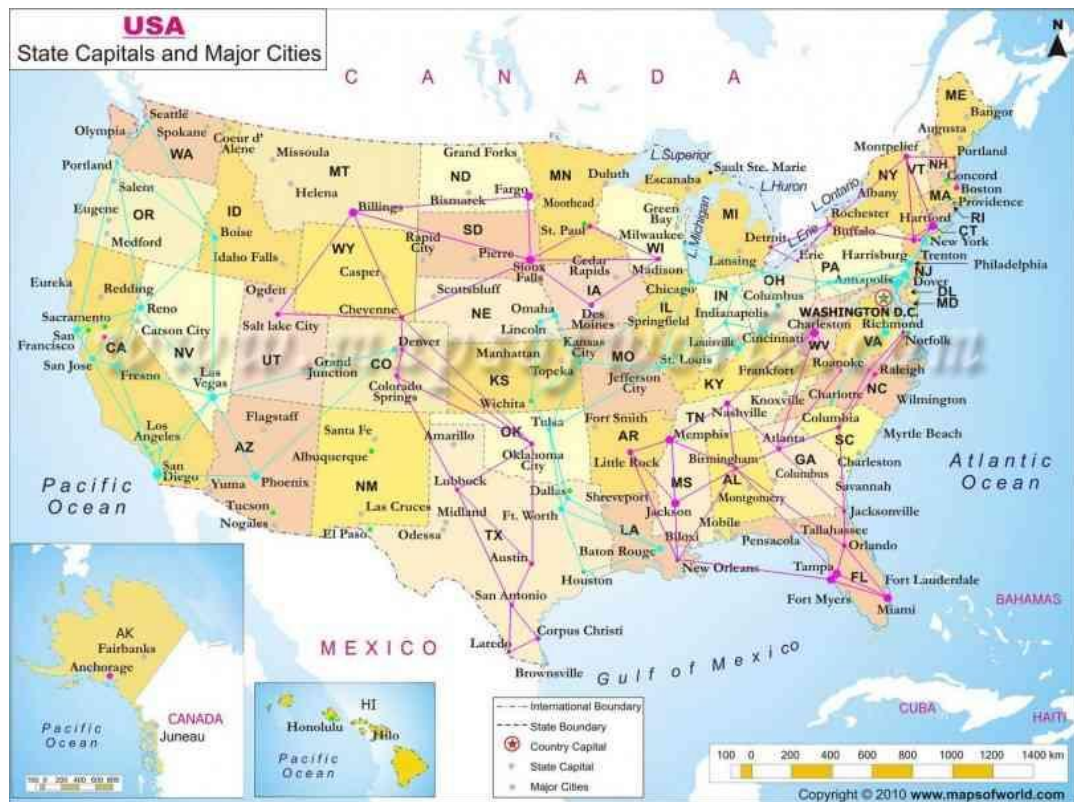 USA
State Capitals and Major Cities
N
C A N A D A
Seattle
Olympia
Spokane
Coeur d'
Alene
WA
Portland
Salem
Eugene
OR
Medford
Missoula
MT
Helena
Billings
ID
Boise
Idaho Falls
WY
Casper
Cheyenne
Grand Forks
ND
Bismarek
Fargo
MN
Moorhead
Duluth
St. Paul
Rapid
City
SD
Pierre
Sioux
Falls
L.Superior
Sault Ste. Marie
Escanaba
L.Huron
L. Michigan
MI
Green
Bay
Milwaukee
WI
Madison
Lansing
Detroit
L. Ontario
L. Erie
ME
Bangor
Augusta
Montpelier
Portland
VT
NH
Concord
NY
Albany
MA
Boston
Providence
Rochester
Hartford
RI
CT
Buffalo
New York
Erie
Harrisburg
Trenton
PA
Philadelphia
NJ
Annapolis
Dover
DL
MD
WASHINGTON D.C.
Eureka
Redding
Reno
Sacramento
Carson City
San
Francisco
CA
NV
San Jose
Fresno
Las
Vegas
Los
Angeles
San
Diego
Ogdeit
Salt lake City
UT
Scottsbluff
NE
Omaha
Lincoln
Cedar
Rapids
IA
Des
Moines
Chicago
IL
Springfield
IN
Indianapolis
OH
Columbus
Cincinnati
Louisville
Charleston
WV
Richmond
VA
Norfolk
Denver
CO
Grand
Junction
Colorado
Springs
Manhattan
Kansas
City
Topeka
KS
Wichita
MO
St. Louis
Jefferson
City
Frankfort
KY
Roanoke
Raleigh
NC
Charlotte
Wilmington
Knoxville
Nashville
TN
Memphis
Flagstaff
AZ
Yuma
Phoenix
Tucson
Nogales
Santa Fe
Albuquerque
NM
Las Cruces
El Paso
Amarillo
OK
Oklahoma
City
Tulsa
Fort Smith
AR
Little Rock
Lubbock
Midland
Odessa
Dallas
Ft. Worth
TX
Austin
San Antonio
Houston
Laredo
Corpus Christi
Brownsville
Shreveport
LA
Baton Rouge
New Orleans
MS
Jackson
Biloxi
Birmingham
AL
Montgomery
Mobile
Pensacola
Atlanta
GA
Columbus
Columbia
SC
Myrtle Beach
Charleston
Savannah
Jacksonville
Tallahassee
Orlando
Tampa
FL
Fort Lauderdale
Fort Myers
Miami
Pacific
Ocean
Atlantic
Ocean
MEXICO
Gulf of Mexico
BAHAMAS
CUBA
HAITI
AK
Fairbanks
Anchorage
CANADA
Juneau
Pacific
Ocean
100 0 200 400 600 800
HI
Honolulu
Hilo
Pacific
Ocean
International Boundary
State Boundary
Country Capital
State Capital
Major Cities
100 0 200 400 600 800 1000 1200 1400 km
Copyright © 2010 www.mapsofworld.com